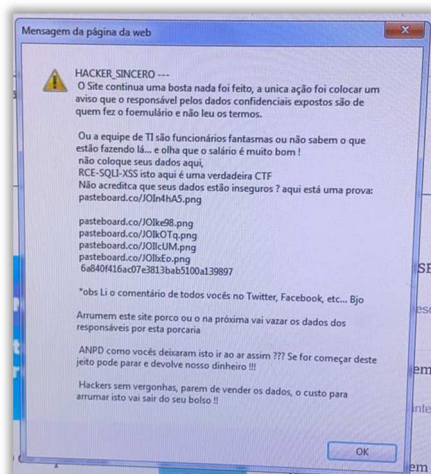 Mensagem da página da web
HACKER_SINCERO ---
O Site continua uma bosta nada foi feito, a unica ação foi colocar um
aviso que o responsável pelos dados confidenciais expostos são de
quem fez o foemulário e não leu os termos.
Ou a equipe de TI são funcionários fantasmas ou não sabem o que
estão fazendo lá... e olha que o salário é muito bom !
não coloque seus dados aqui,
RCE-SQLI-XSS isto aqui é uma verdadeira CTF
Não acreditca que seus dados estão inseguros ? aqui está uma prova:
pasteboard.co/JOIn4hA5.png
pasteboard.co/JOIke98.png
pasteboard.co/JOIkOTq.png
pasteboard.co/JOIlcUM.png
pasteboard.co/JOIlxEo.png
6a840f416ac07e3813bab5100a139897
*obs Li o comentário de todos vocês no Twitter, Facebook, etc... Bjo
Arrumem este site porco ou o na próxima vai vazar os dados dos
responsáveis por esta porcaria
ANPD como vocês deixaram isto ir ao ar assim ??? Se for começar deste
jeito pode parar e devolve nosso dinheiro !!!
Hackers sem vergonhas, parem de vender os dados, o custo para
arrumar isto vai sair do seu bolso !!
OK